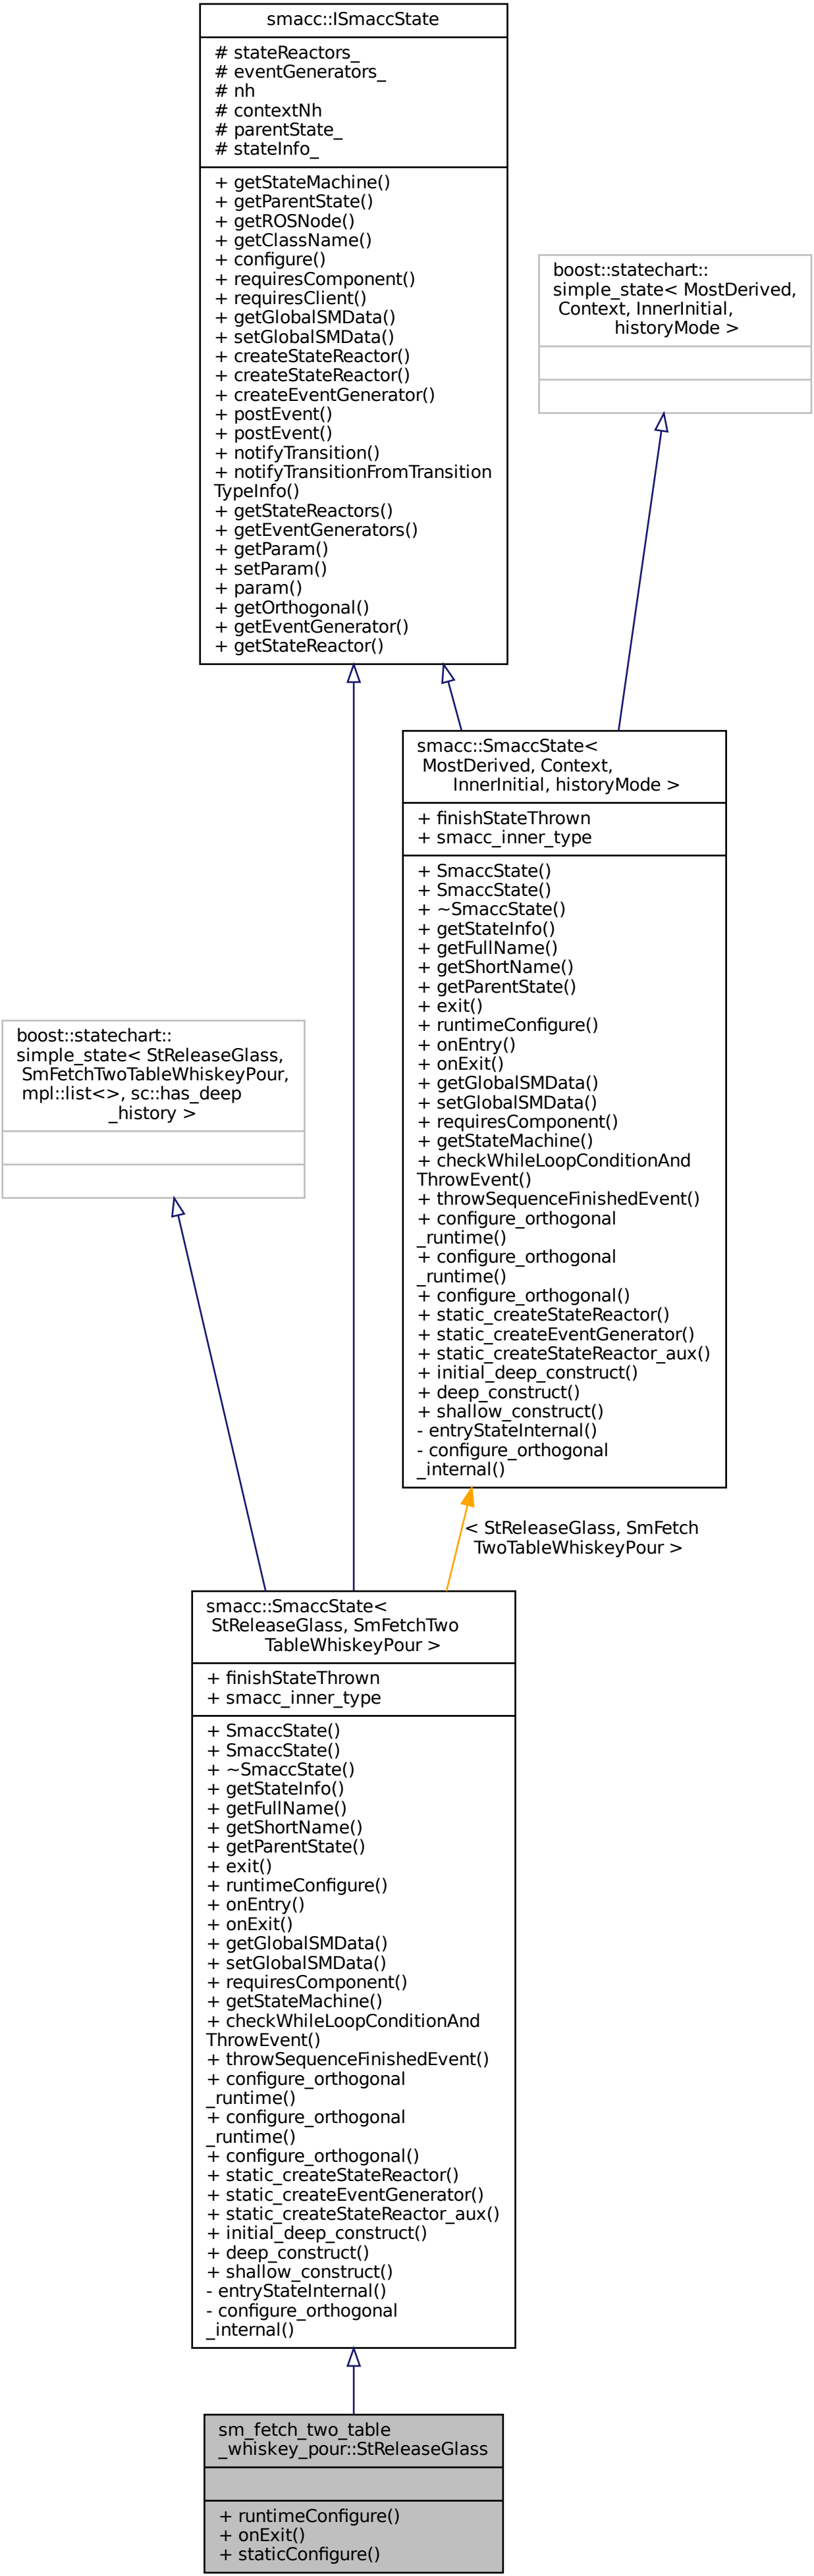 smacc::ISmaccState
# stateReactors_
# eventGenerators_
# nh
# contextNh
# parentState_
# stateInfo_
+ getStateMachine()
+ getParentState()
+ getROSNode()
+ getClassName()
+ configure()
+ requiresComponent()
+ requiresClient()
+ getGlobalSMData()
+ setGlobalSMData()
+ createStateReactor()
+ createStateReactor()
+ createEventGenerator()
+ postEvent()
+ postEvent()
+ notifyTransition()
+ notifyTransitionFromTransition
TypeInfo()
+ getStateReactors()
+ getEventGenerators()
+ getParam()
+ setParam()
+ param()
+ getOrthogonal()
+ getEventGenerator()
+ getStateReactor()
boost::statechart::
simple_state< MostDerived,
Context, InnerInitial,
historyMode >
smacc::SmaccState<
MostDerived, Context,
InnerInitial, historyMode >
+ finishStateThrown
+ smacc_inner_type
+ SmaccState()
+ SmaccState()
+ ~SmaccState()
+ getStateInfo()
+ getFullName()
+ getShortName()
+ getParentState()
+ exit()
+ runtimeConfigure()
+ onEntry()
+ onExit()
+ getGlobalSMData()
+ setGlobalSMData()
+ requiresComponent()
+ getStateMachine()
+ checkWhileLoopConditionAnd
ThrowEvent()
+ throwSequenceFinishedEvent()
+ configure_orthogonal
_runtime()
+ configure_orthogonal
_runtime()
+ configure_orthogonal()
+ static_createStateReactor()
+ static_createEventGenerator()
+ static_createStateReactor_aux()
+ initial_deep_construct()
+ deep_construct()
+ shallow_construct()
- entryStateInternal()
- configure_orthogonal
_internal()
boost::statechart::
simple_state< StReleaseGlass,
SmFetchTwoTableWhiskeyPour,
mpl::list<>, sc::has_deep
_history >
< StReleaseGlass, SmFetch
TwoTableWhiskeyPour >
smacc::SmaccState<
StReleaseGlass, SmFetchTwo
TableWhiskeyPour >
+ finishStateThrown
+ smacc_inner_type
+ SmaccState()
+ SmaccState()
+ ~SmaccState()
+ getStateInfo()
+ getFullName()
+ getShortName()
+ getParentState()
+ exit()
+ runtimeConfigure()
+ onEntry()
+ onExit()
+ getGlobalSMData()
+ setGlobalSMData()
+ requiresComponent()
+ getStateMachine()
+ checkWhileLoopConditionAnd
ThrowEvent()
+ throwSequenceFinishedEvent()
+ configure_orthogonal
_runtime()
+ configure_orthogonal
_runtime()
+ configure_orthogonal()
+ static_createStateReactor()
+ static_createEventGenerator()
+ static_createStateReactor_aux()
+ initial_deep_construct()
+ deep_construct()
+ shallow_construct()
- entryStateInternal()
- configure_orthogonal
_internal()
sm_fetch_two_table
_whiskey_pour::StReleaseGlass
+ runtimeConfigure()
+ onExit()
+ staticConfigure()